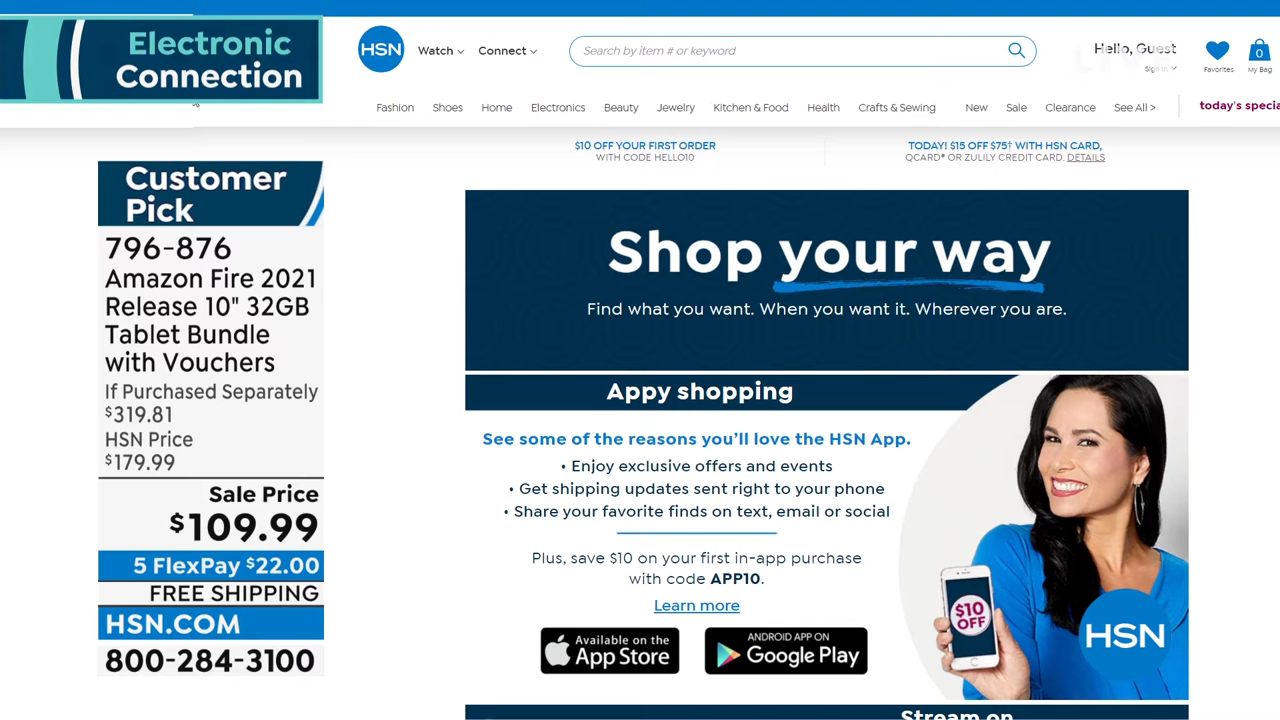 Electronic
Connection
HSN
Watch
Connect
Search by item # or keyword
LIVE
Hello, Guest
Sign In
Favorites
0
My Bag
Fashion
Shoes
Home
Electronics
Beauty
Jewelry
Kitchen & Food
Health
Crafts & Sewing
New
Sale
Clearance
See All >
today's specia
$10 OFF YOUR FIRST ORDER
WITH CODE HELLO10
TODAY! $15 OFF $75† WITH HSN CARD,
QCARD® OR ZULILY CREDIT CARD. DETAILS
Customer
Pick
796-876
Amazon Fire 2021
Release 10" 32GB
Tablet Bundle
with Vouchers
If Purchased Separately
$319.81
HSN Price
$179.99
Sale Price
$109.99
5 FlexPay $22.00
FREE SHIPPING
HSN.COM
800-284-3100
Shop your way
Find what you want. When you want it. Wherever you are.
Appy shopping
See some of the reasons you'll love the HSN App.
• Enjoy exclusive offers and events
• Get shipping updates sent right to your phone
• Share your favorite finds on text, email or social
Plus, save $10 on your first in-app purchase
with code APP10.
Learn more
Available on the
App Store
ANDROID APP ON
Google Play
$10
OFF
HSN
Stream on